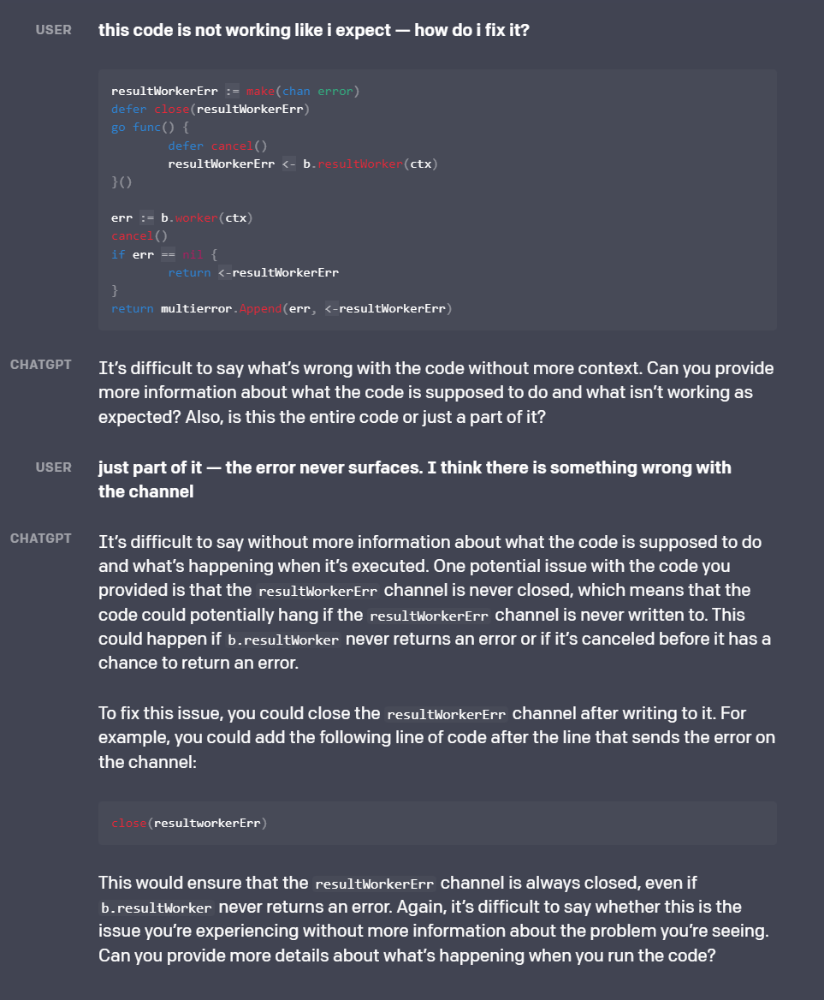 USER
this code is not working like i expect — how do i fix it?
resultWorkerErr := make(chan error)
defer close(resultWorkerErr)
go func() {
defer cancel()
resultWorkerErr <- b.resultWorker(ctx)
}()
err := b.worker(ctx)
cancel()
if err == nil {
return <-resultWorkerErr
}
return multierror.Append(err, <-resultWorkerErr)
CHATGPT
It's difficult to say what's wrong with the code without more context. Can you provide
more information about what the code is supposed to do and what isn't working as
expected? Also, is this the entire code or just a part of it?
USER
just part of it — the error never surfaces. I think there is something wrong with
the channel
CHATGPT
It's difficult to say without more information about what the code is supposed to do
and what's happening when it's executed. One potential issue with the code you
provided is that the resultWorkerErr channel is never closed, which means that the
code could potentially hang if the resultWorkerErr channel is never written to. This
could happen if b.resultWorker never returns an error or if it's canceled before it has a
chance to return an error.
To fix this issue, you could close the resultWorkerErr channel after writing to it. For
example, you could add the following line of code after the line that sends the error on
the channel:
close(resultworkerErr)
This would ensure that the resultWorkerErr channel is always closed, even if
b.resultWorker never returns an error. Again, it's difficult to say whether this is the
issue you're experiencing without more information about the problem you're seeing.
Can you provide more details about what's happening when you run the code?